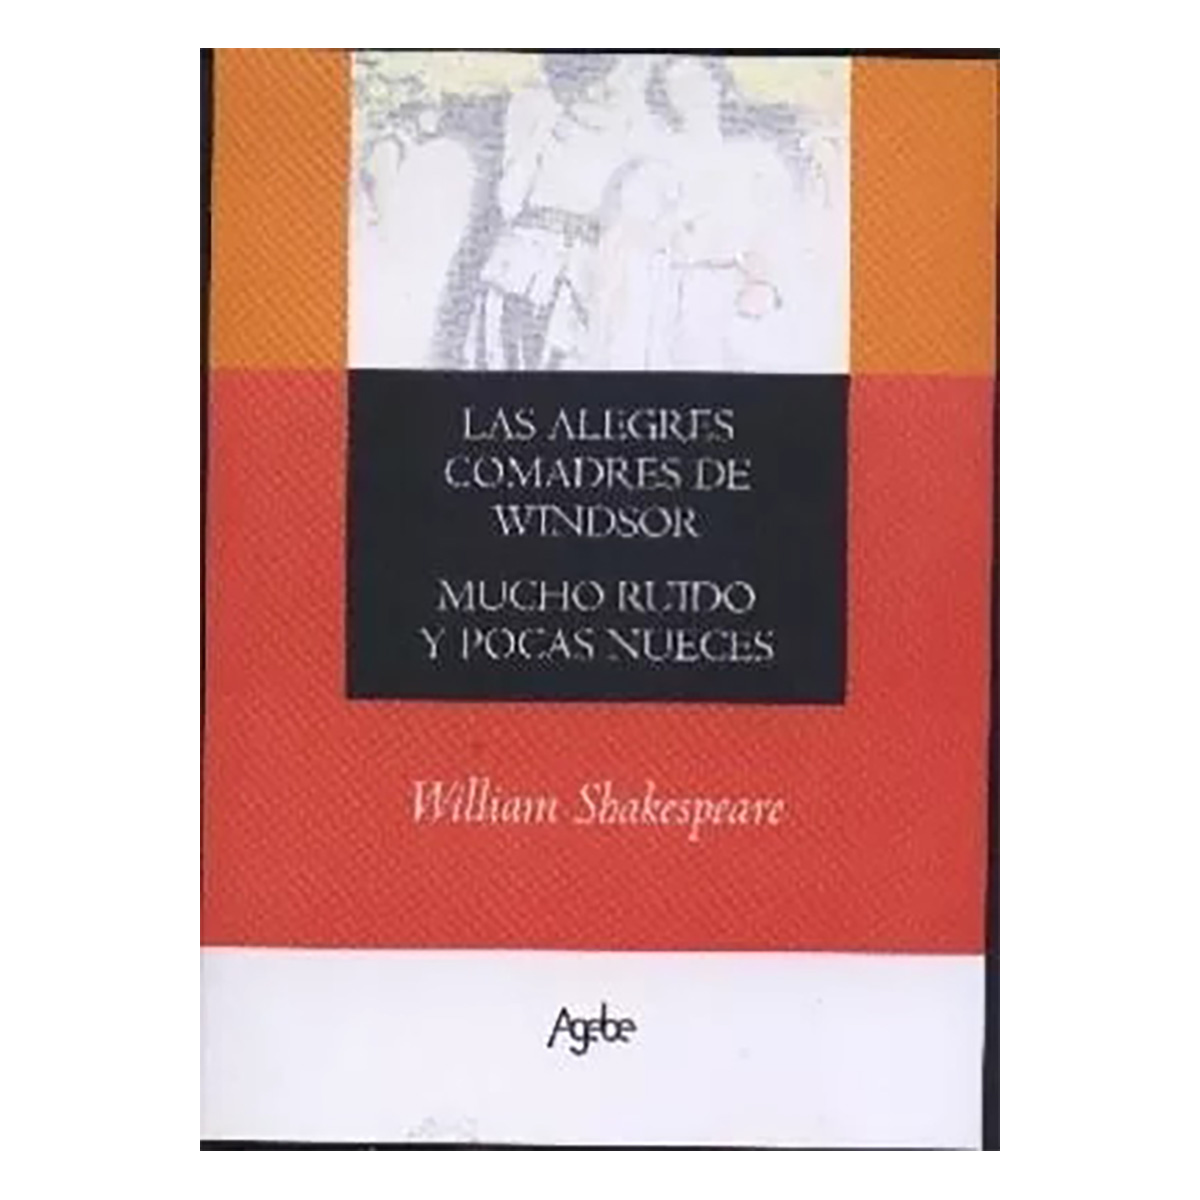 LAS ALEGRES
COMADRES DE
WINDSOR
MUCHO RUIDO
Y POCAS NUECES
William Shakespeare
Agebe